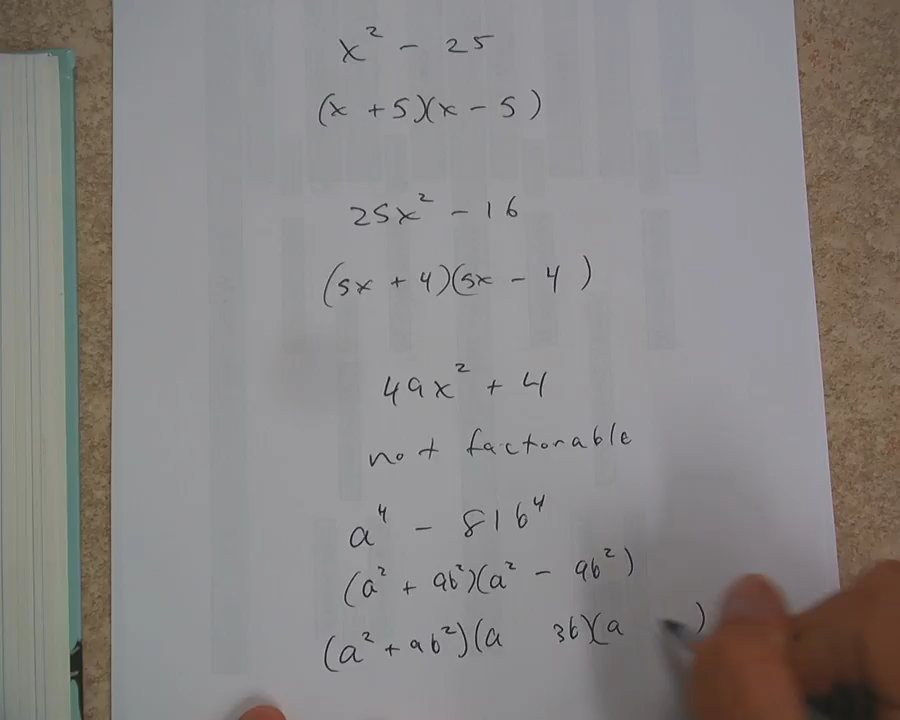 x² - 25
(x + 5)(x - 5)
25x² - 16
(5x + 4)(5x - 4)
49x² + 4
not factorable
a⁴ - 81b⁴
(a² + 9b²)(a² - 9b²)
(a² + 9b²)(a 3b)(a )